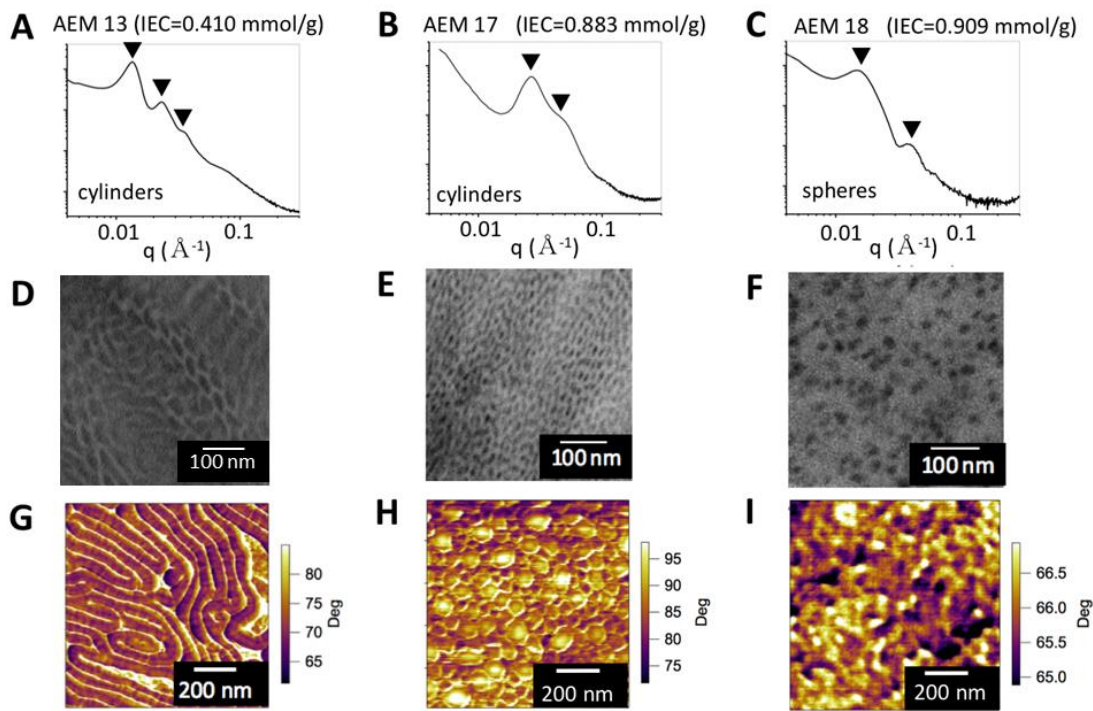 A AEM 13 (IEC=0.410 mmol/g)
B AEM 17 (IEC=0.883 mmol/g)
C AEM 18 (IEC=0.909 mmol/g)
cylinders
cylinders
spheres
0.01 0.1
0.01 0.1
0.01 0.1
q (Å⁻¹)
q (Å⁻¹)
q (Å⁻¹)
D
E
F
100 nm
100 nm
100 nm
G
H
I
80
75
70
65
Deg
200 nm
95
90
85
80
75
Deg
200 nm
66.5
66.0
65.5
65.0
Deg
200 nm